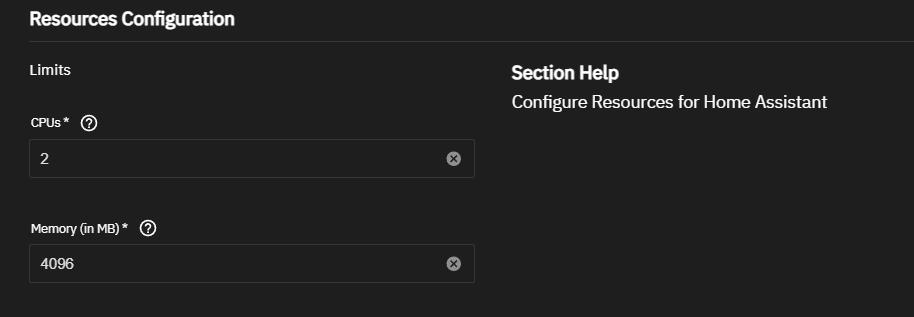 Resources Configuration
Limits
CPUs *
2
Memory (in MB) *
4096
Section Help
Configure Resources for Home Assistant